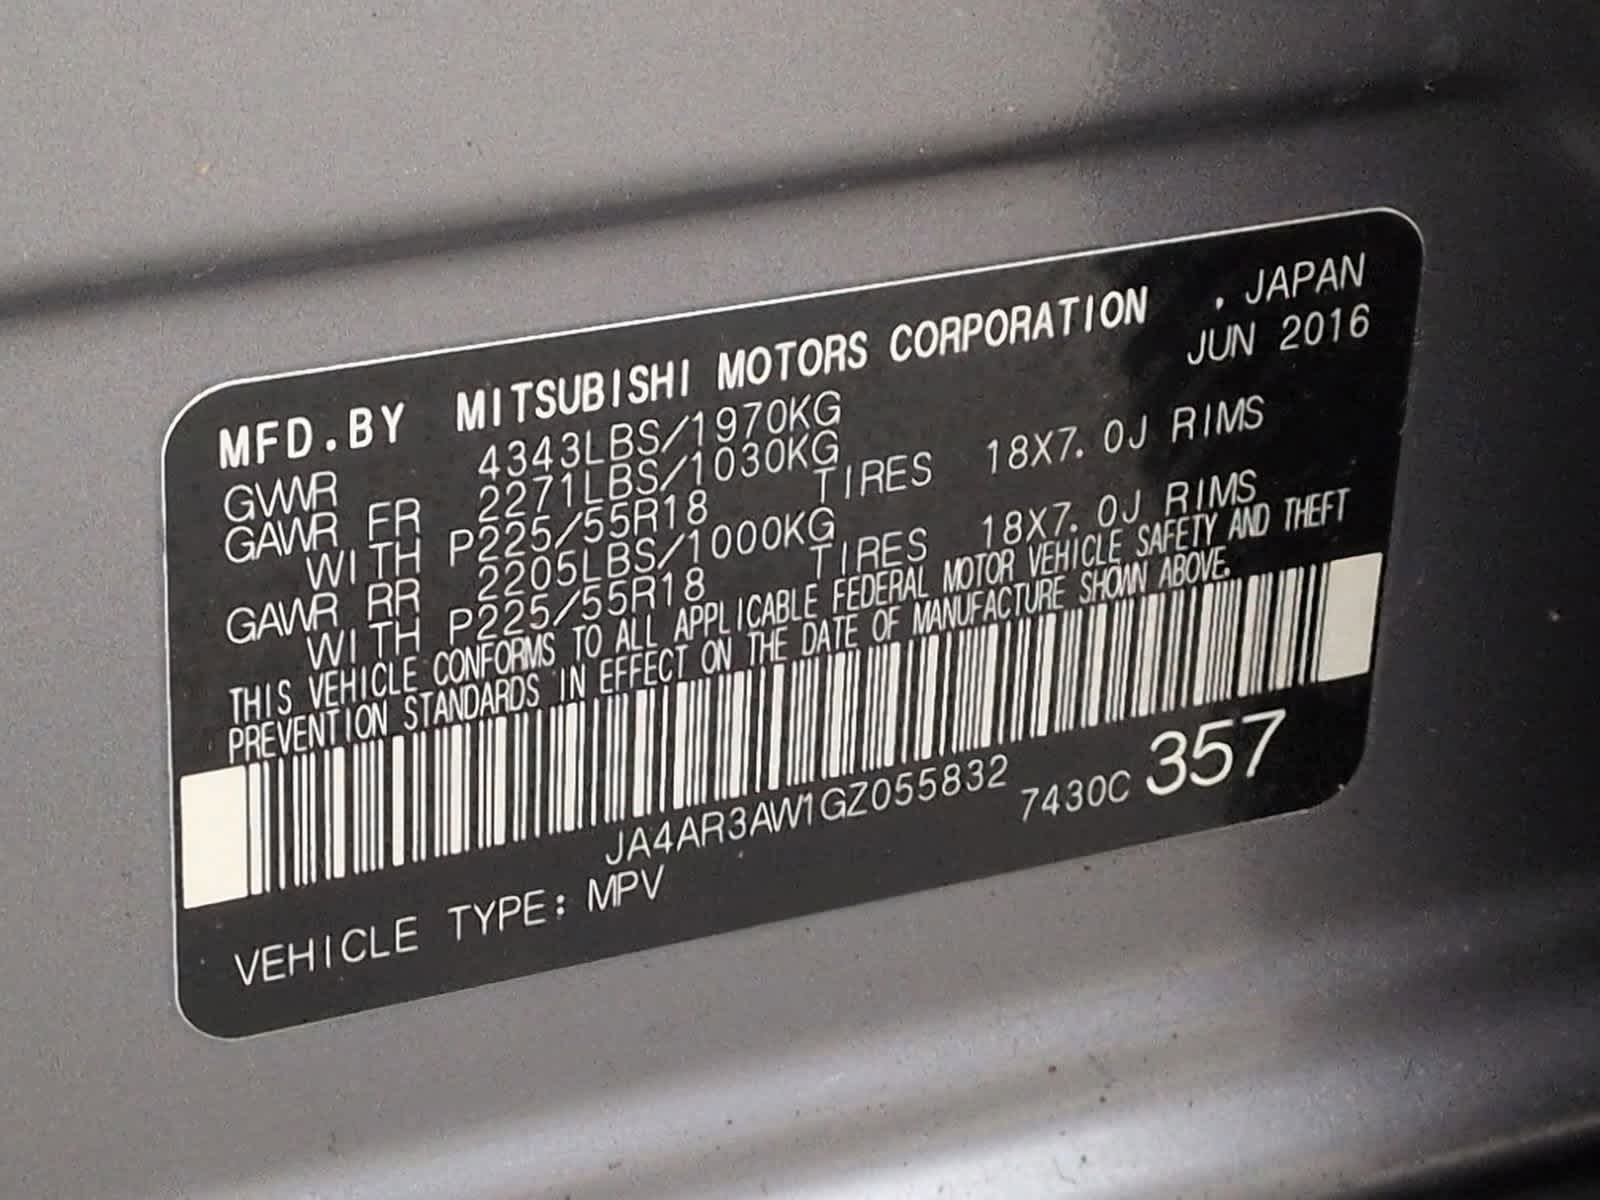 MFD.BY MITSUBISHI MOTORS CORPORATION . JAPAN
JUN 2016
GVWR 4343LBS/1970KG
GAWR FR 2271LBS/1030KG
WITH P225/55R18 TIRES 18X7.0J RIMS
GAWR RR 2205LBS/1000KG
WITH P225/55R18 TIRES 18X7.0J RIMS
THIS VEHICLE CONFORMS TO ALL APPLICABLE FEDERAL MOTOR VEHICLE SAFETY AND THEFT
PREVENTION STANDARDS IN EFFECT ON THE DATE OF MANUFACTURE SHOWN ABOVE.
JA4AR3AW1GZ055832 7430C 357
VEHICLE TYPE: MPV